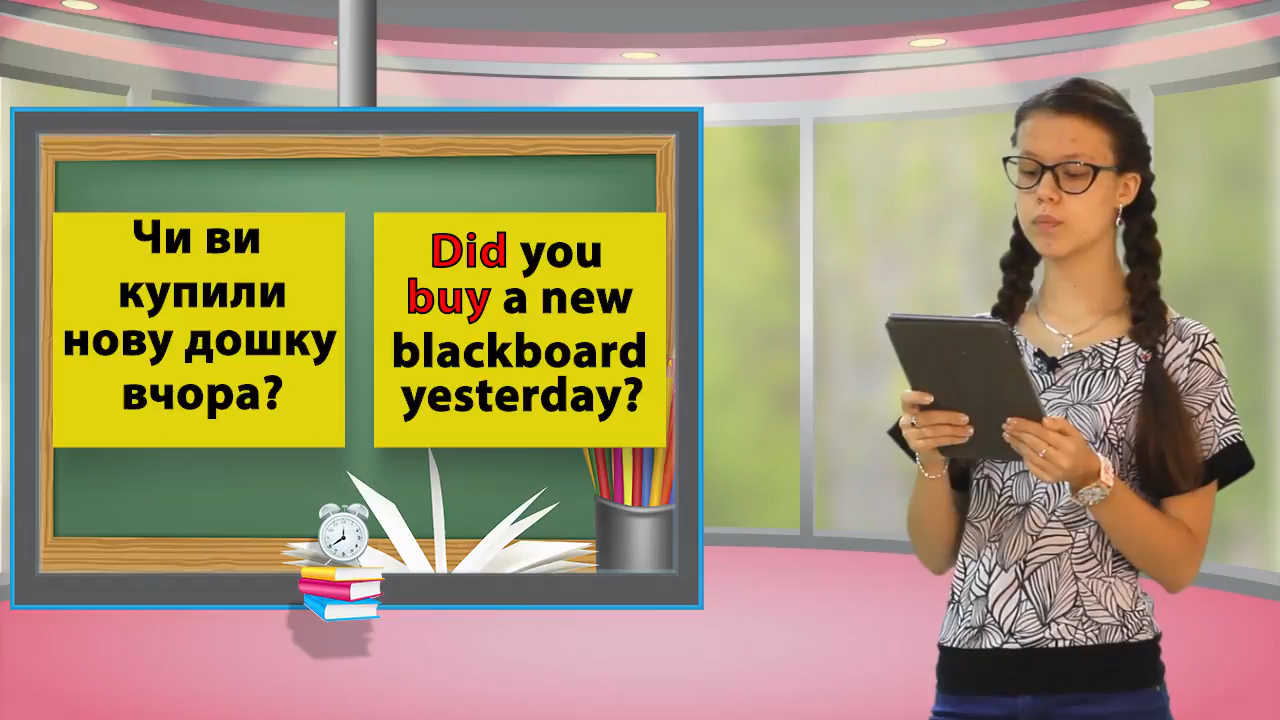 Чи ви
купили
нову дошку
вчора?
Did you
buy a new
blackboard
yesterday?